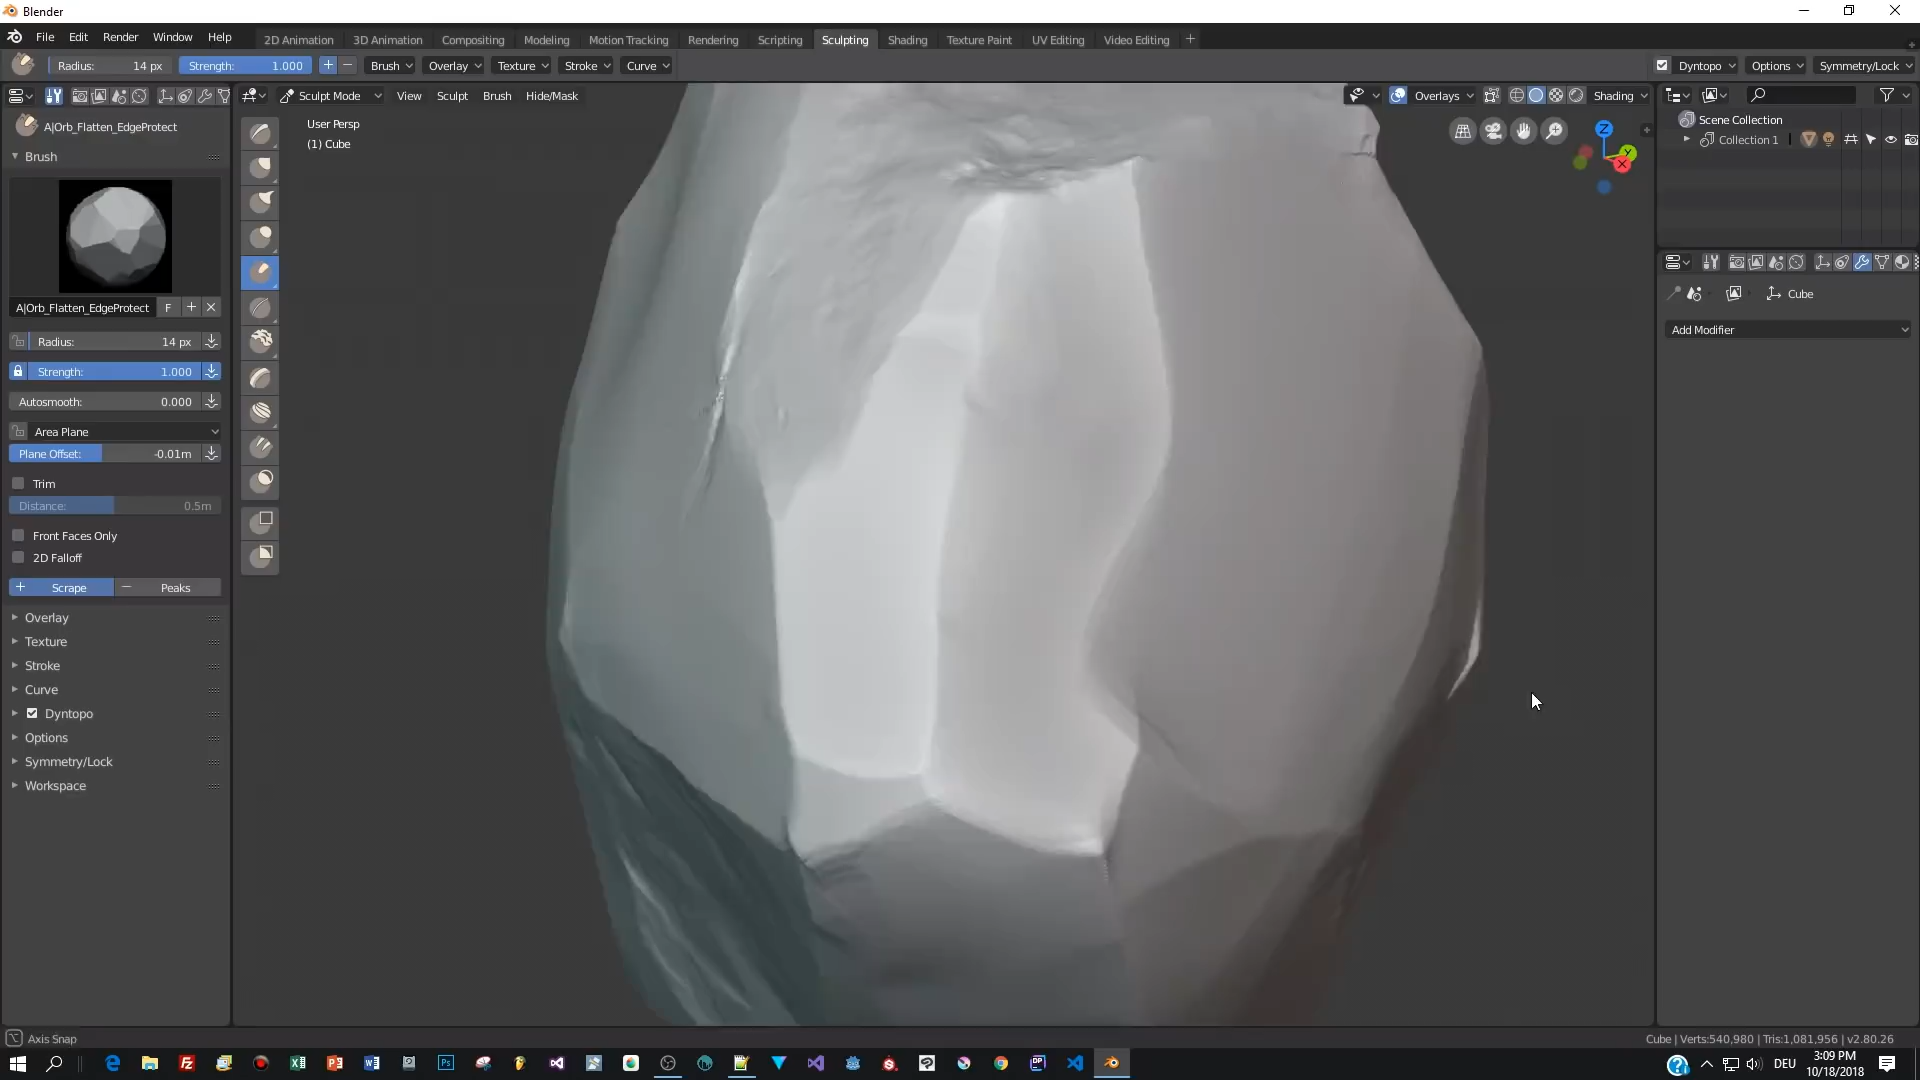 Blender
File Edit Render Window Help 2D Animation 3D Animation Compositing Modeling Motion Tracking Rendering Scripting Sculpting Shading Texture Paint UV Editing Video Editing +
Radius: 14 px Strength: 1.000 + − Brush Overlay Texture Stroke Curve Dyntopo Options Symmetry/Lock
Sculpt Mode View Sculpt Brush Hide/Mask Overlays Shading
A|Orb_Flatten_EdgeProtect
Brush
A|Orb_Flatten_EdgeProtect F + ×
Radius: 14 px
Strength: 1.000
Autosmooth: 0.000
Area Plane
Plane Offset: -0.01m
Trim
Distance: 0.5m
Front Faces Only
2D Falloff
+ Scrape − Peaks
Overlay
Texture
Stroke
Curve
Dyntopo
Options
Symmetry/Lock
Workspace
User Persp
(1) Cube
Z
Y
X
Scene Collection
Collection 1
Cube
Add Modifier
Axis Snap
Cube | Verts:540,980 | Tris:1,081,956 | v2.80.26
DEU
3:09 PM
10/18/2018